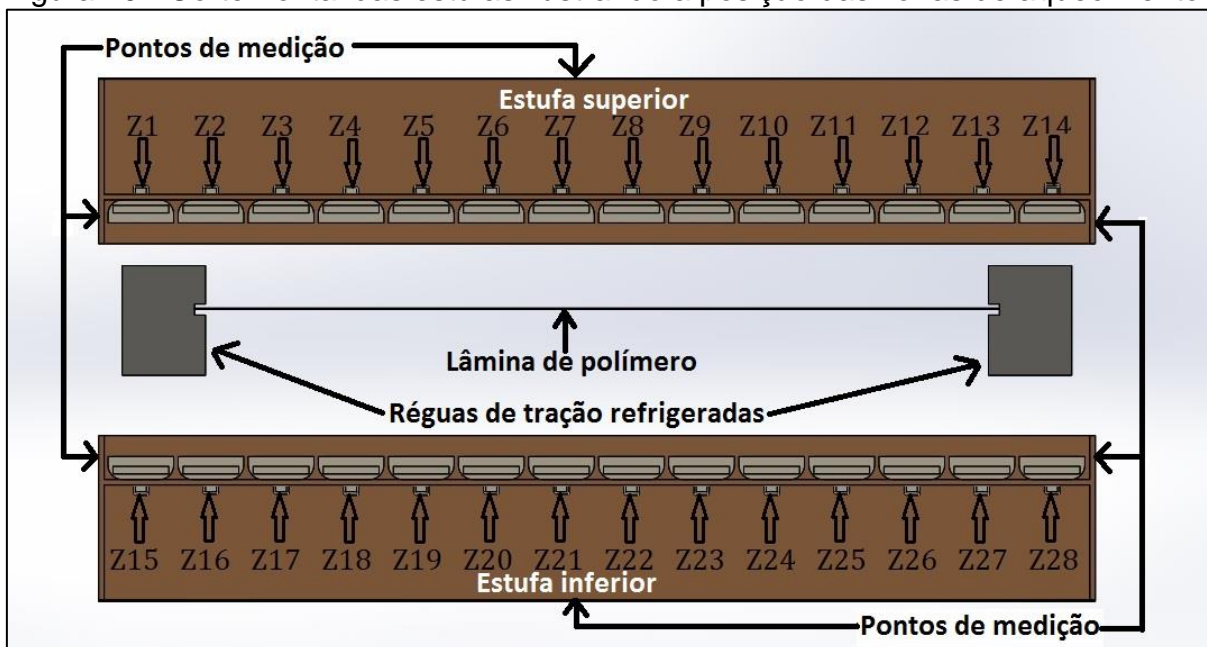 Pontos de medição
Estufa superior
Z1 Z2 Z3 Z4 Z5 Z6 Z7 Z8 Z9 Z10 Z11 Z12 Z13 Z14
Lâmina de polímero
Réguas de tração refrigeradas
Z15 Z16 Z17 Z18 Z19 Z20 Z21 Z22 Z23 Z24 Z25 Z26 Z27 Z28
Estufa inferior
Pontos de medição